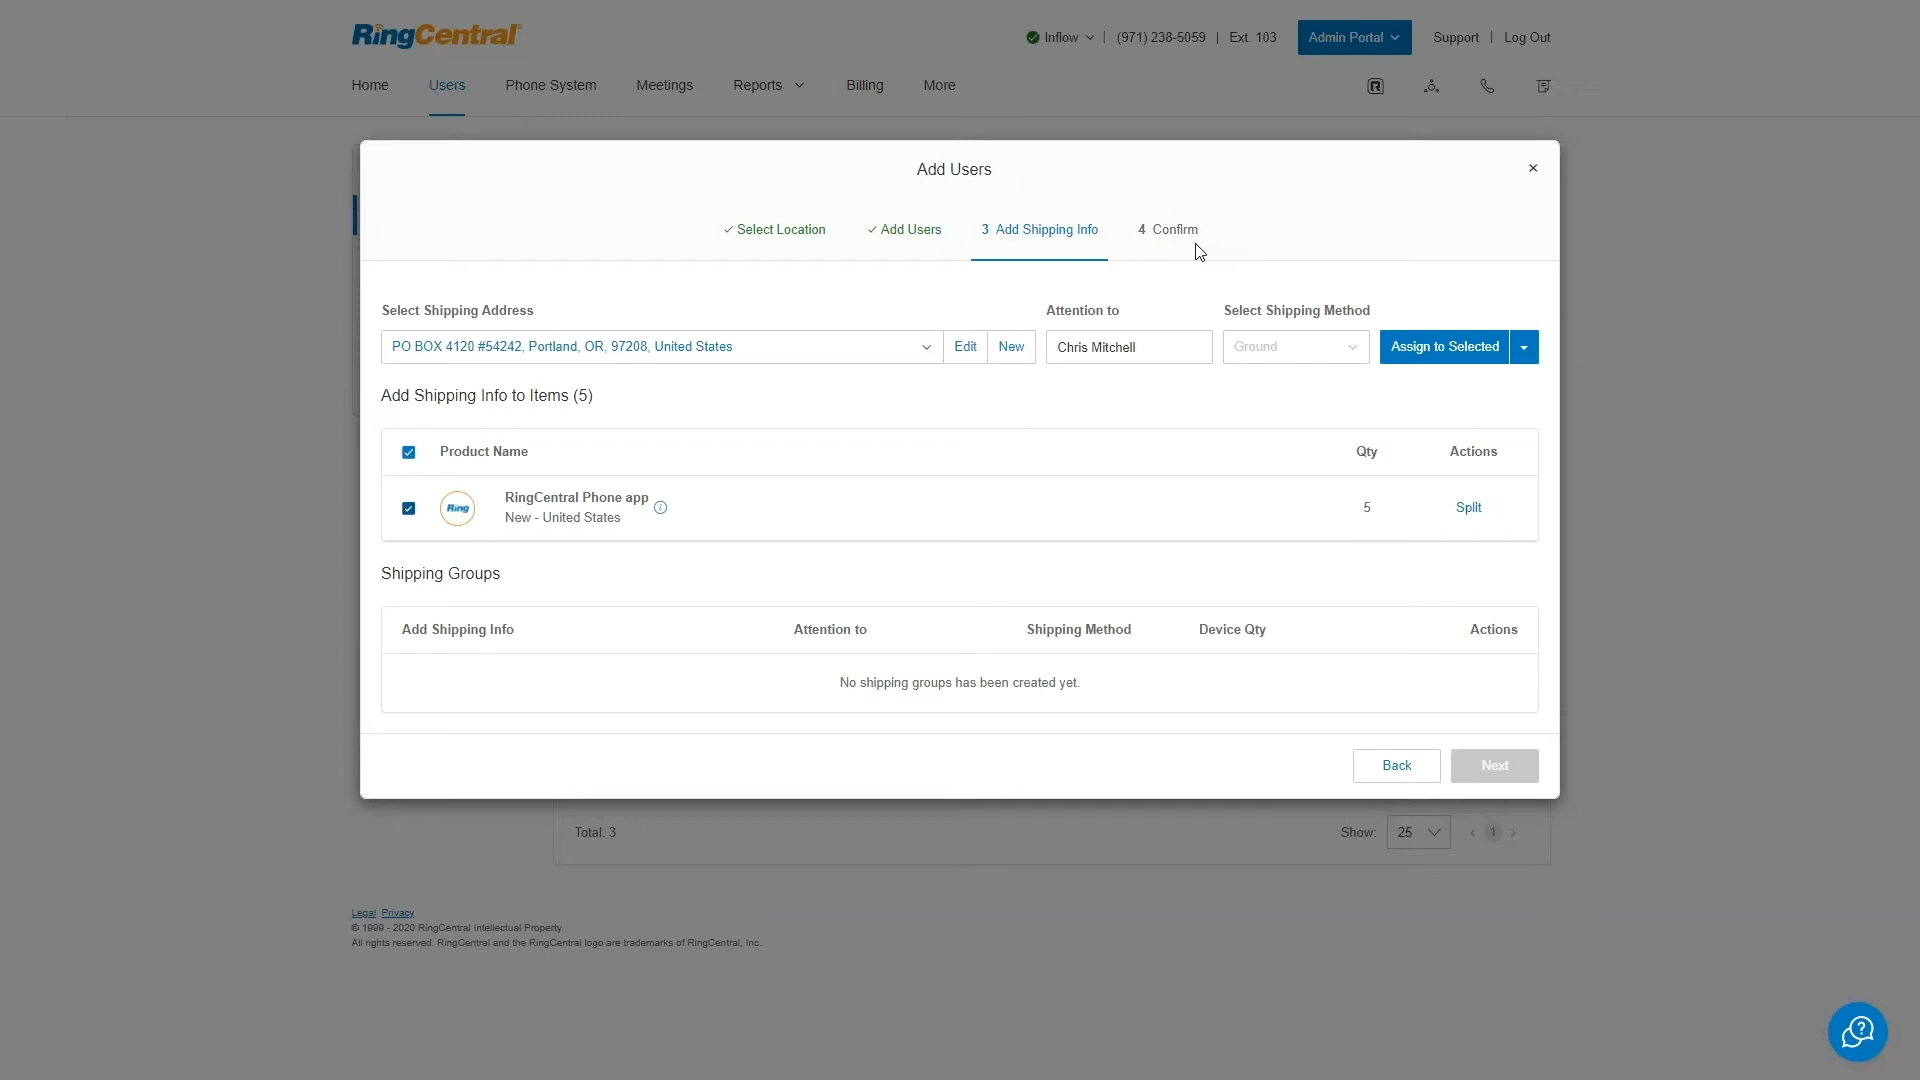 RingCentral
Inflow | (971) 238-5059 | Ext. 103 Admin Portal Support | Log Out
Home Users Phone System Meetings Reports Billing More
Add Users
Select Location Add Users 3 Add Shipping Info 4 Confirm
Select Shipping Address Attention to Select Shipping Method
PO BOX 4120 #54242, Portland, OR, 97208, United States Edit New Chris Mitchell Ground Assign to Selected
Add Shipping Info to Items (5)
Product Name Qty Actions
Ring RingCentral Phone app 5 Split
New - United States
Shipping Groups
Add Shipping Info Attention to Shipping Method Device Qty Actions
No shipping groups has been created yet.
Back Next
Total: 3 Show: 25 ‹ 1 ›
Legal Privacy
© 1999 - 2020 RingCentral Intellectual Property.
All rights reserved. RingCentral and the RingCentral logo are trademarks of RingCentral, Inc.